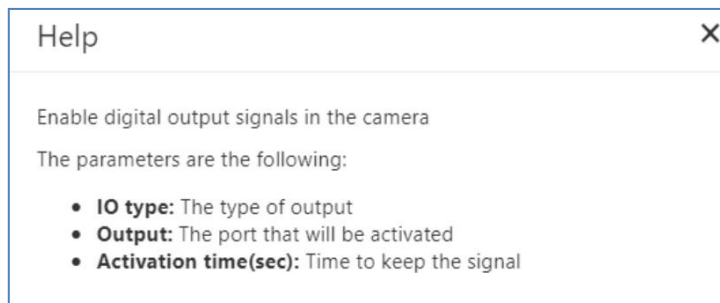 Help
Enable digital output signals in the camera
The parameters are the following:
• IO type: The type of output
• Output: The port that will be activated
• Activation time(sec): Time to keep the signal